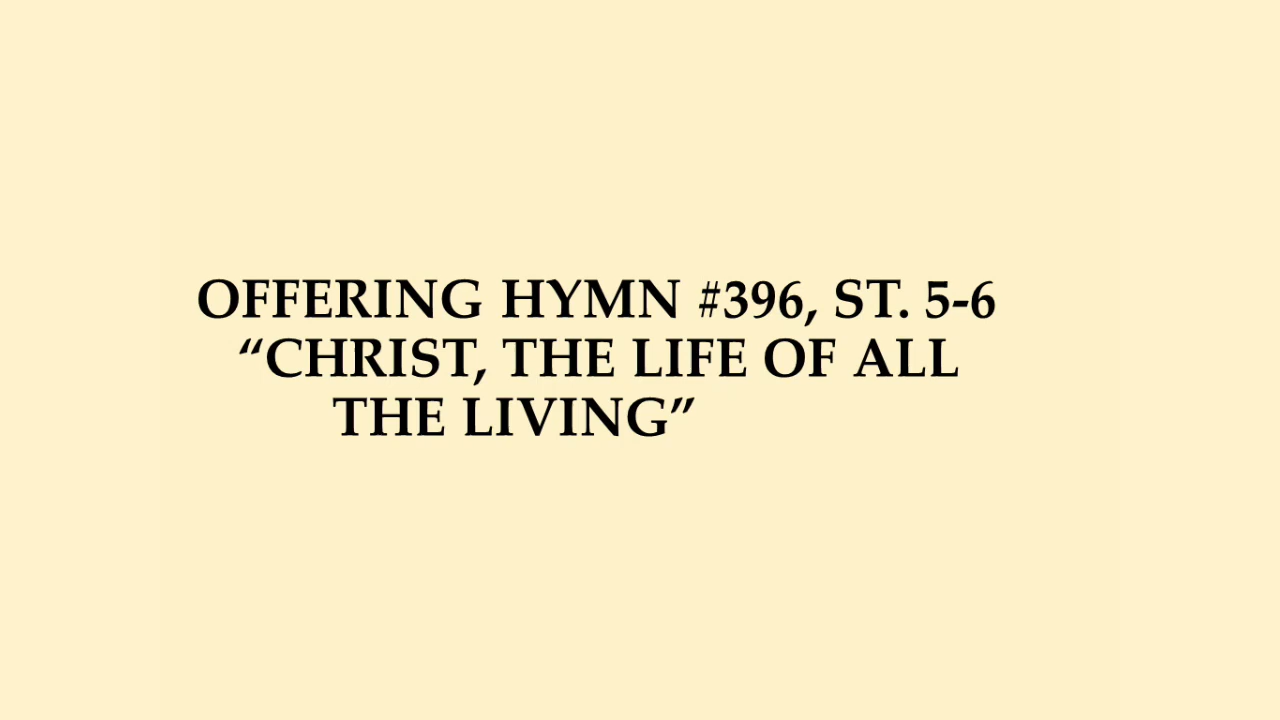 OFFERING HYMN #396, ST. 5-6
“CHRIST, THE LIFE OF ALL
THE LIVING”